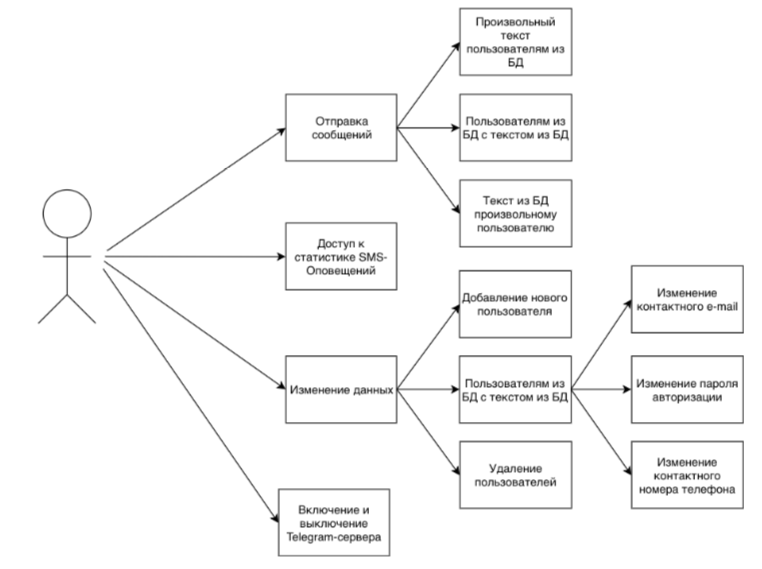 Произвольный
текст
пользователям из
БД
Отправка
сообщений
Пользователям из
БД с текстом из БД
Текст из БД
произвольному
пользователю
Доступ к
статистике SMS-
Оповещений
Добавление нового
пользователя
Изменение
контактного e-mail
Изменение данных
Пользователям из
БД с текстом из БД
Изменение пароля
авторизации
Удаление
пользователей
Изменение
контактного
номера телефона
Включение и
выключение
Telegram-сервера